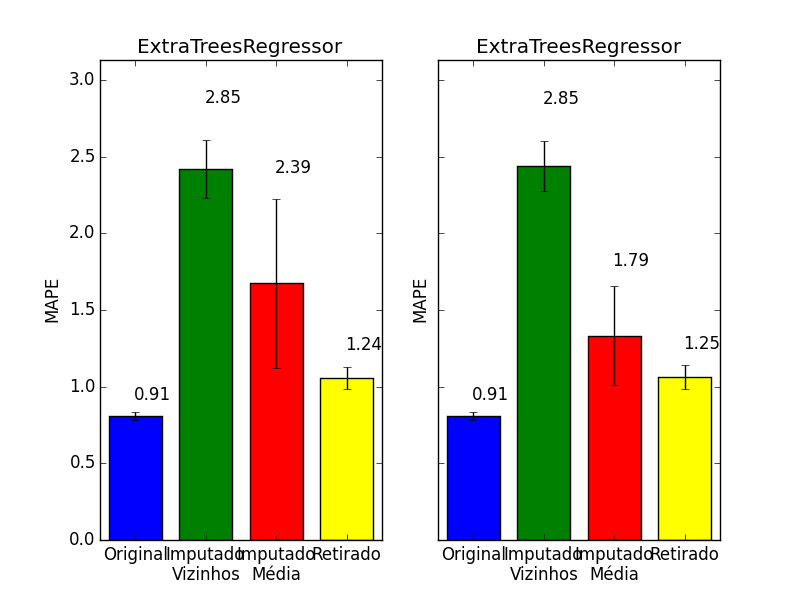 ExtraTreesRegressor
ExtraTreesRegressor
MAPE
3.0
2.5
2.0
1.5
1.0
0.5
0.0
0.91
2.85
2.39
1.24
Original
Imputado
Vizinhos
Imputado
Média
Retirado
MAPE
0.91
2.85
1.79
1.25
Original
Imputado
Vizinhos
Imputado
Média
Retirado